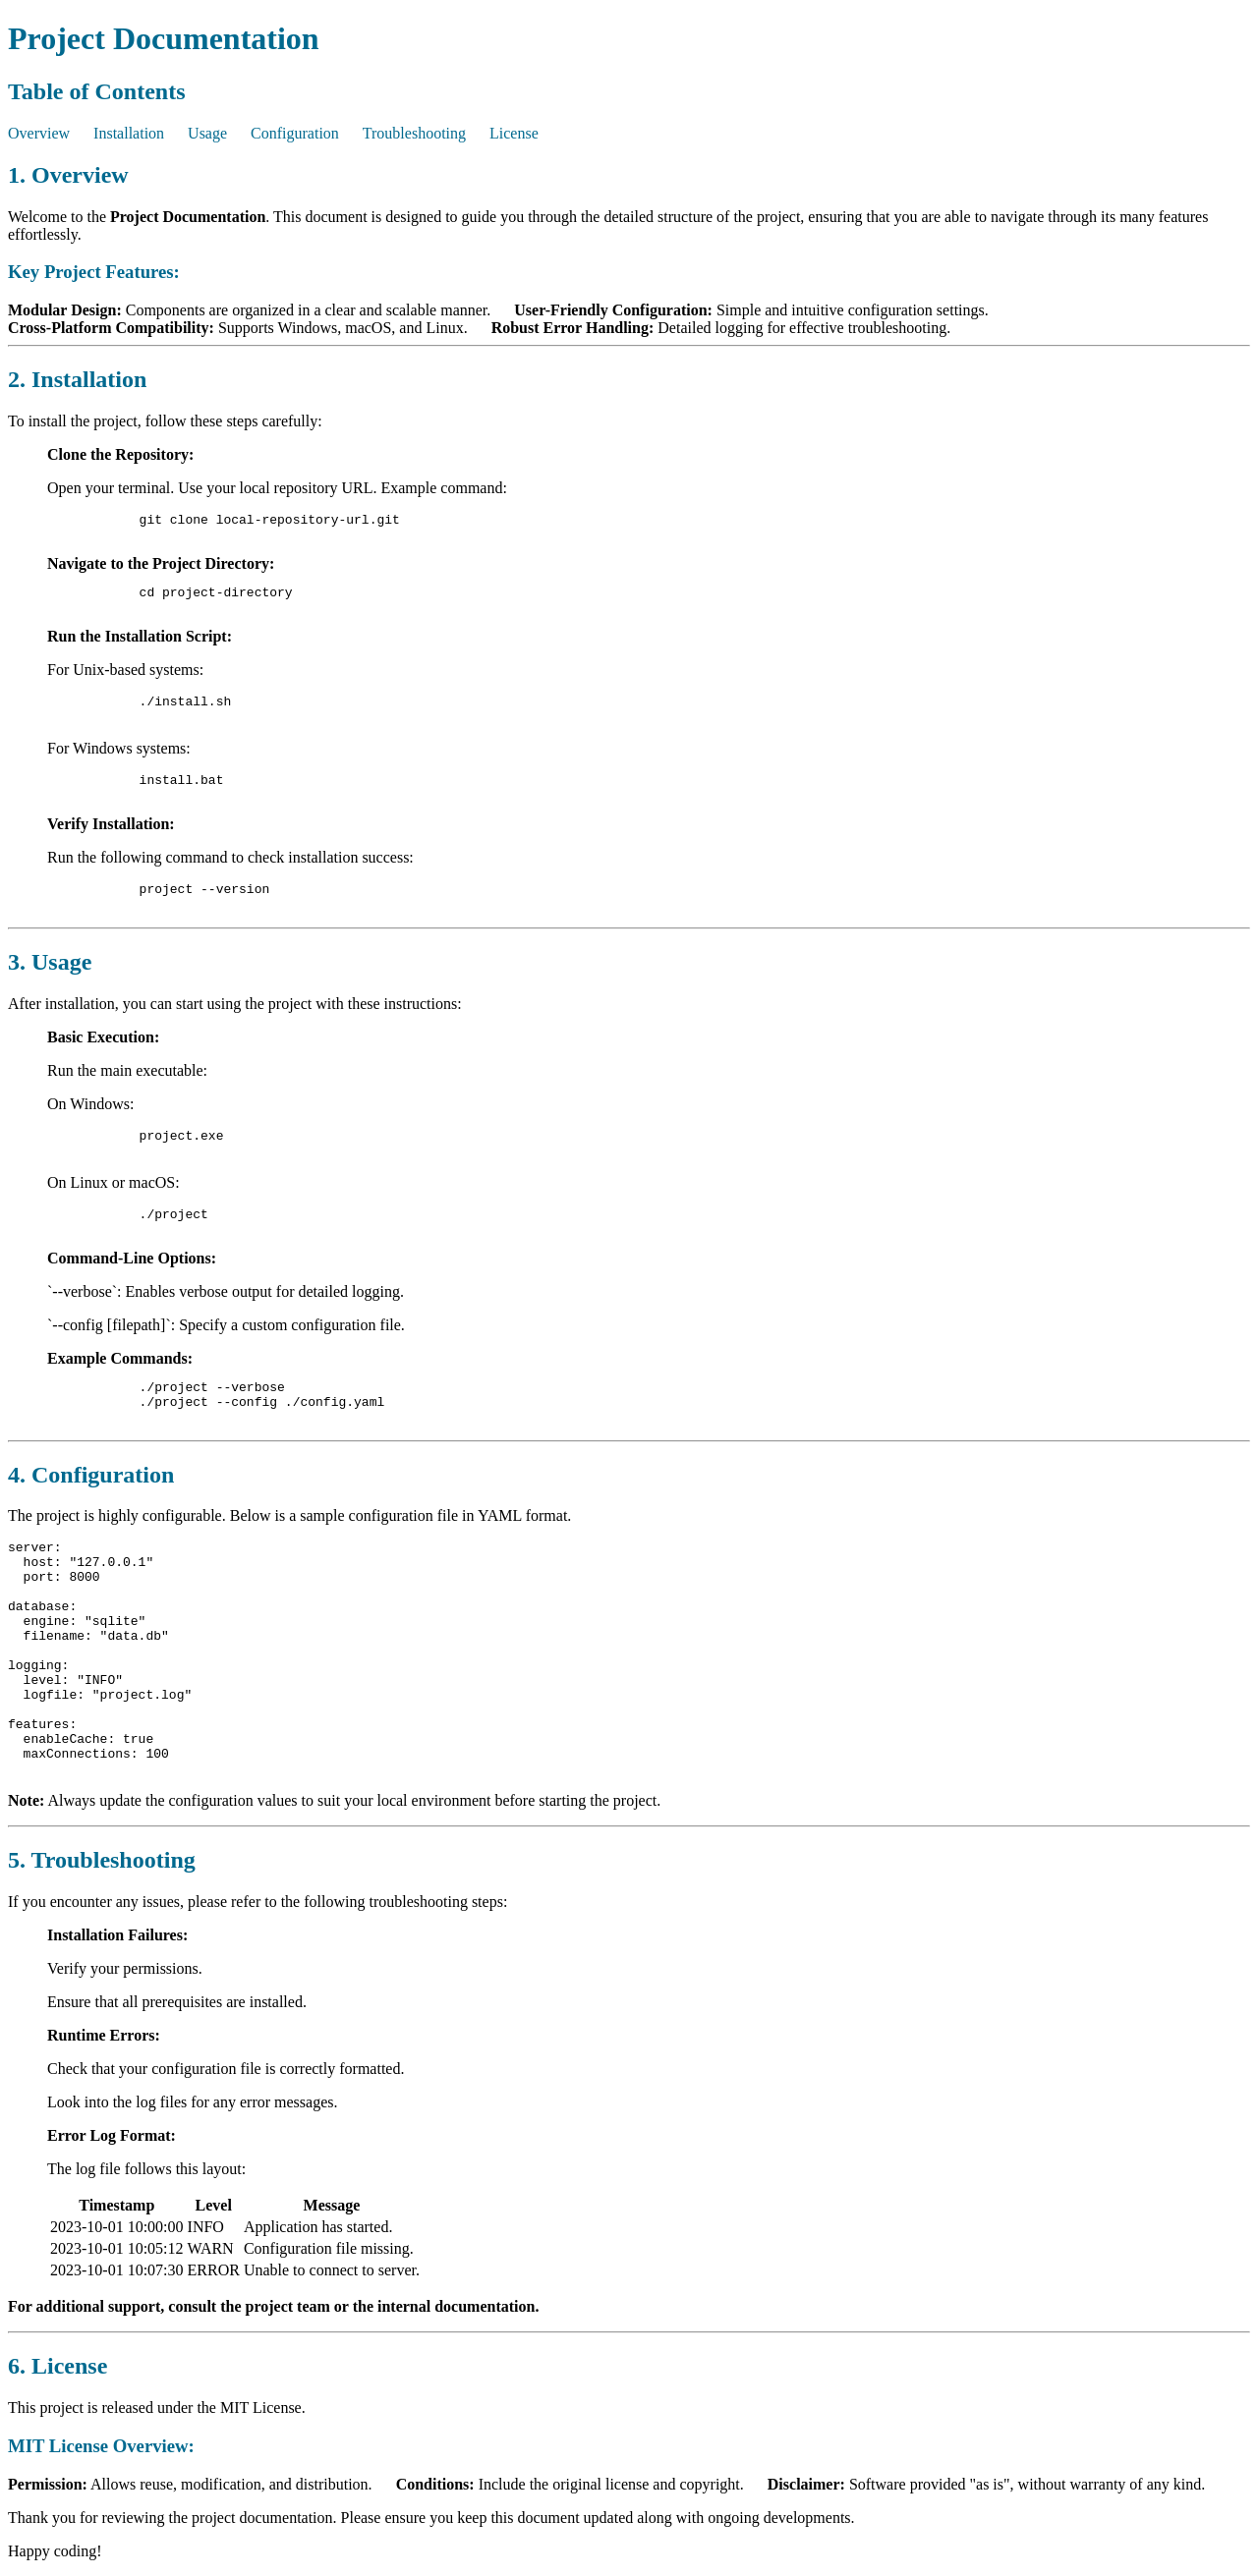 Project Documentation
Table of Contents
Overview Installation Usage Configuration Troubleshooting License
1. Overview
Welcome to the Project Documentation. This document is designed to guide you through the detailed structure of the project, ensuring that you are able to navigate through its many features
effortlessly.
Key Project Features:
Modular Design: Components are organized in a clear and scalable manner. User-Friendly Configuration: Simple and intuitive configuration settings.
Cross-Platform Compatibility: Supports Windows, macOS, and Linux. Robust Error Handling: Detailed logging for effective troubleshooting.
2. Installation
To install the project, follow these steps carefully:
Clone the Repository:
Open your terminal. Use your local repository URL. Example command:
git clone local-repository-url.git
Navigate to the Project Directory:
cd project-directory
Run the Installation Script:
For Unix-based systems:
./install.sh
For Windows systems:
install.bat
Verify Installation:
Run the following command to check installation success:
project --version
3. Usage
After installation, you can start using the project with these instructions:
Basic Execution:
Run the main executable:
On Windows:
project.exe
On Linux or macOS:
./project
Command-Line Options:
`--verbose`: Enables verbose output for detailed logging.
`--config [filepath]`: Specify a custom configuration file.
Example Commands:
./project --verbose
./project --config ./config.yaml
4. Configuration
The project is highly configurable. Below is a sample configuration file in YAML format.
server:
  host: "127.0.0.1"
  port: 8000
database:
  engine: "sqlite"
  filename: "data.db"
logging:
  level: "INFO"
  logfile: "project.log"
features:
  enableCache: true
  maxConnections: 100
Note: Always update the configuration values to suit your local environment before starting the project.
5. Troubleshooting
If you encounter any issues, please refer to the following troubleshooting steps:
Installation Failures:
Verify your permissions.
Ensure that all prerequisites are installed.
Runtime Errors:
Check that your configuration file is correctly formatted.
Look into the log files for any error messages.
Error Log Format:
The log file follows this layout:
Timestamp Level Message
2023-10-01 10:00:00 INFO Application has started.
2023-10-01 10:05:12 WARN Configuration file missing.
2023-10-01 10:07:30 ERROR Unable to connect to server.
For additional support, consult the project team or the internal documentation.
6. License
This project is released under the MIT License.
MIT License Overview:
Permission: Allows reuse, modification, and distribution. Conditions: Include the original license and copyright. Disclaimer: Software provided "as is", without warranty of any kind.
Thank you for reviewing the project documentation. Please ensure you keep this document updated along with ongoing developments.
Happy coding!